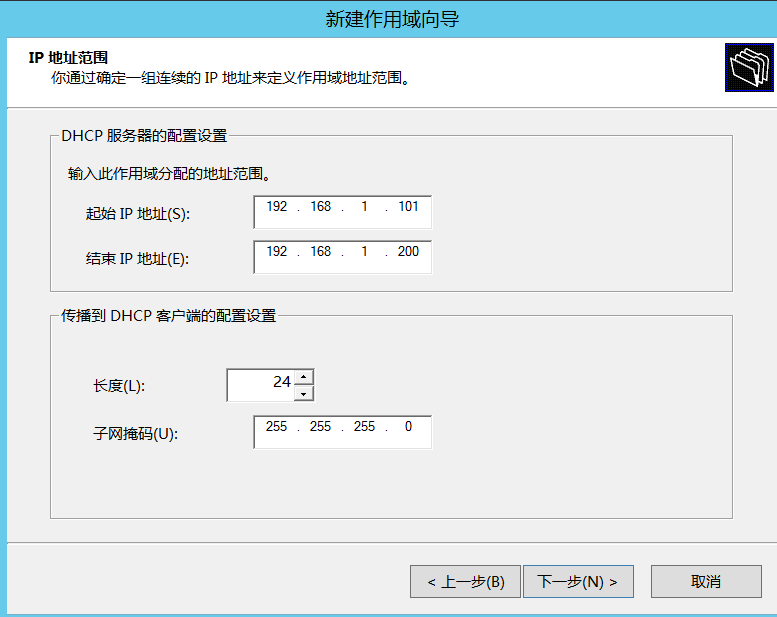 新建作用域向导
IP 地址范围
你通过确定一组连续的 IP 地址来定义作用域地址范围。
DHCP 服务器的配置设置
输入此作用域分配的地址范围。
起始 IP 地址(S): 192 . 168 . 1 . 101
结束 IP 地址(E): 192 . 168 . 1 . 200
传播到 DHCP 客户端的配置设置
长度(L): 24
子网掩码(U): 255 . 255 . 255 . 0
< 上一步(B) 下一步(N) > 取消